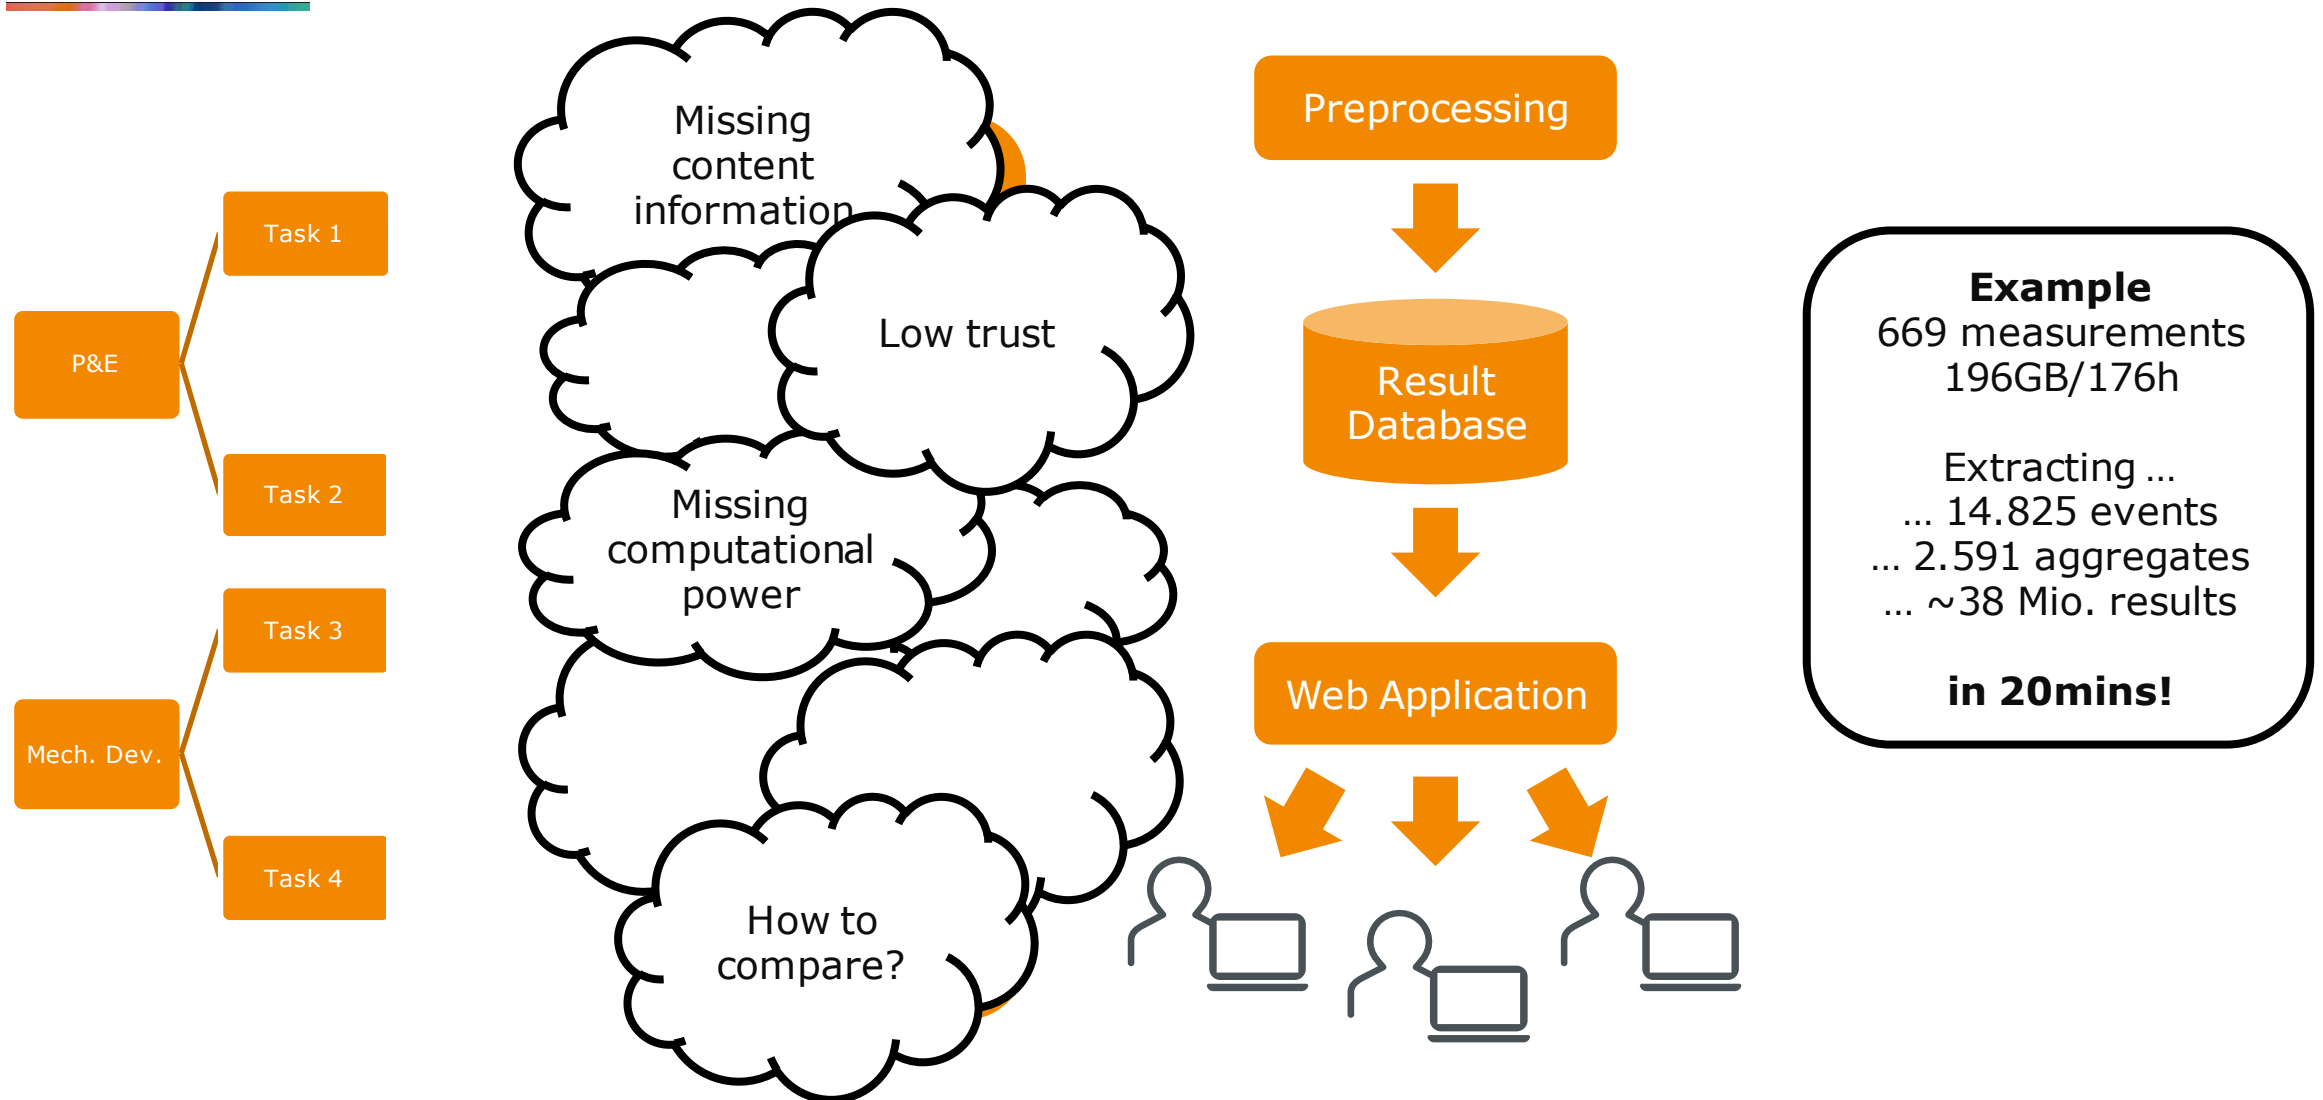 Task 1
P&E
Task 2
Task 3
Mech. Dev.
Task 4
Missing
content
information
Low trust
Missing
computational
power
How to
compare?
Preprocessing
Result
Database
Web Application
Example
669 measurements
196GB/176h
Extracting ...
... 14.825 events
... 2.591 aggregates
... ~38 Mio. results
in 20mins!